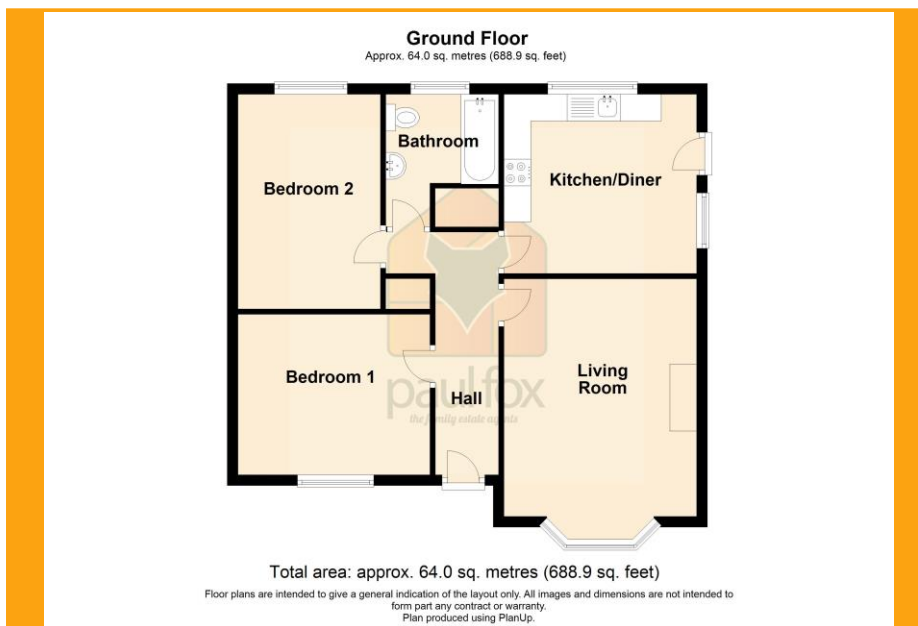 Ground Floor
Approx. 64.0 sq. metres (688.9 sq. feet)
Bathroom
Bedroom 2
Kitchen/Diner
Bedroom 1
Living
Room
Hall
paulfox
the family estate agents
Total area: approx. 64.0 sq. metres (688.9 sq. feet)
Floor plans are intended to give a general indication of the layout only. All images and dimensions are not intended to
form part any contract or warranty.
Plan produced using PlanUp.